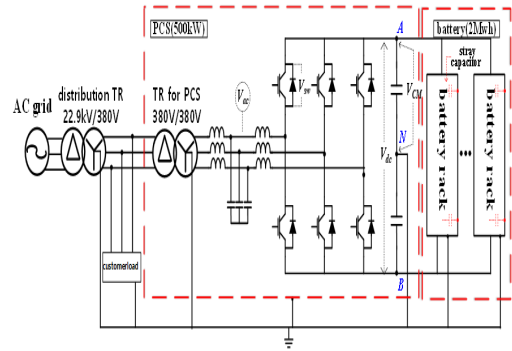 PCS(500kW)
battery(2Mwh)
A
stray
capacitor
distribution TR
22.9kV/380V
TR for PCS
380V/380V
Vac
Vsw
VCM
AC grid
N
Vdc
battery rack
battery rack
customerload
B